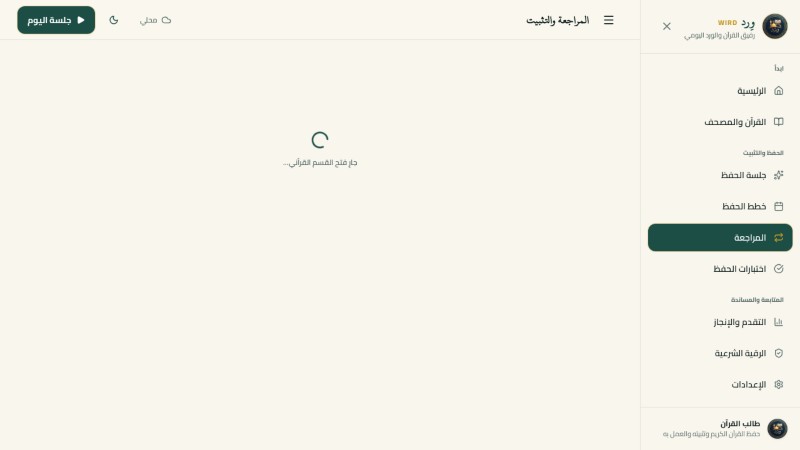 وِرد WIRD
رفيق القرآن والورد اليومي
ابدأ
الرئيسية
القرآن والمصحف
الحفظ والتثبيت
جلسة الحفظ
خطط الحفظ
المراجعة
اختبارات الحفظ
المتابعة والمساندة
التقدم والإنجاز
الرقية الشرعية
الإعدادات
طالب القرآن
حفظ القرآن الكريم وتثبيته والعمل به
المراجعة والتثبيت
محلي
جلسة اليوم
جارٍ فتح القسم القرآني...